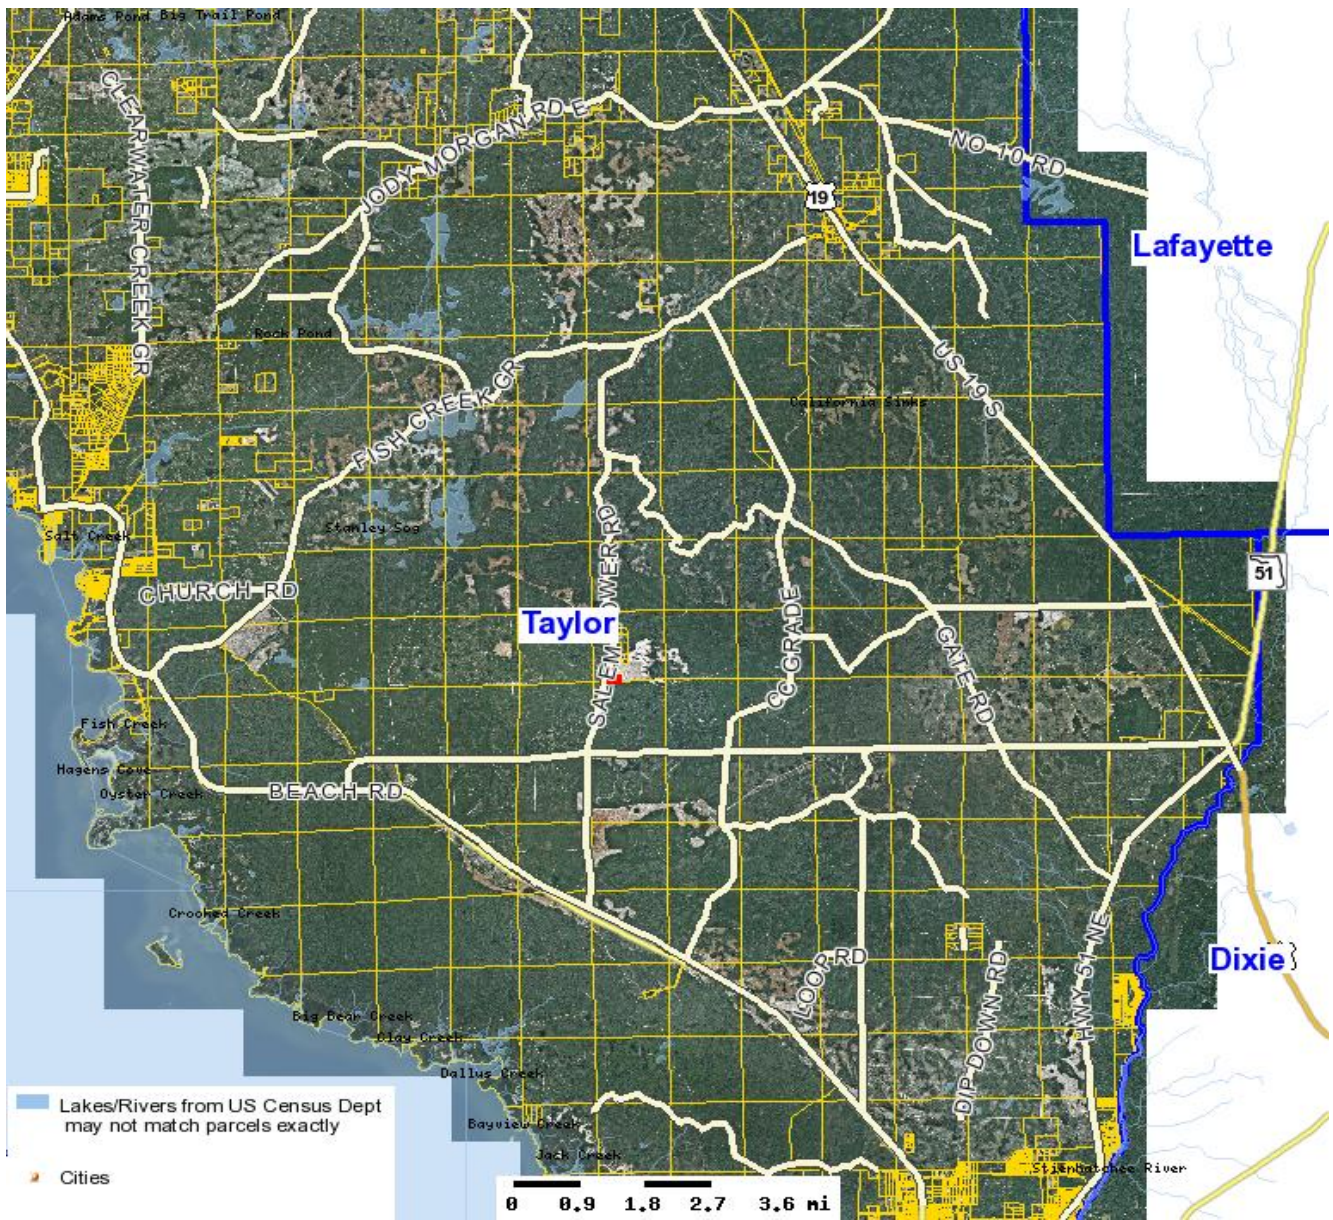 Adams Pond
Big Trail Pond
CLEARWATER CREEK GR
JODY MORGAN RD E
NO 10 RD
19
Lafayette
Rock Pond
US 19 S
FISH CREEK GR
California Sinks
Stanley Sog
Salt Creek
51
CHURCH RD
SALEM TOWER RD
Taylor
CC GRADE
GATE RD
Fish Creek
Hagens Cove
Oyster Creek
BEACH RD
Crooked Creek
LOOP RD
DIP DOWN RD
HWY 51 NE
Dixie
Big Bear Creek
Clay Creek
Dallus Creek
Bayview Creek
Jack Creek
Stienhatchee River
Lakes/Rivers from US Census Dept
may not match parcels exactly
Cities
0 0.9 1.8 2.7 3.6 mi